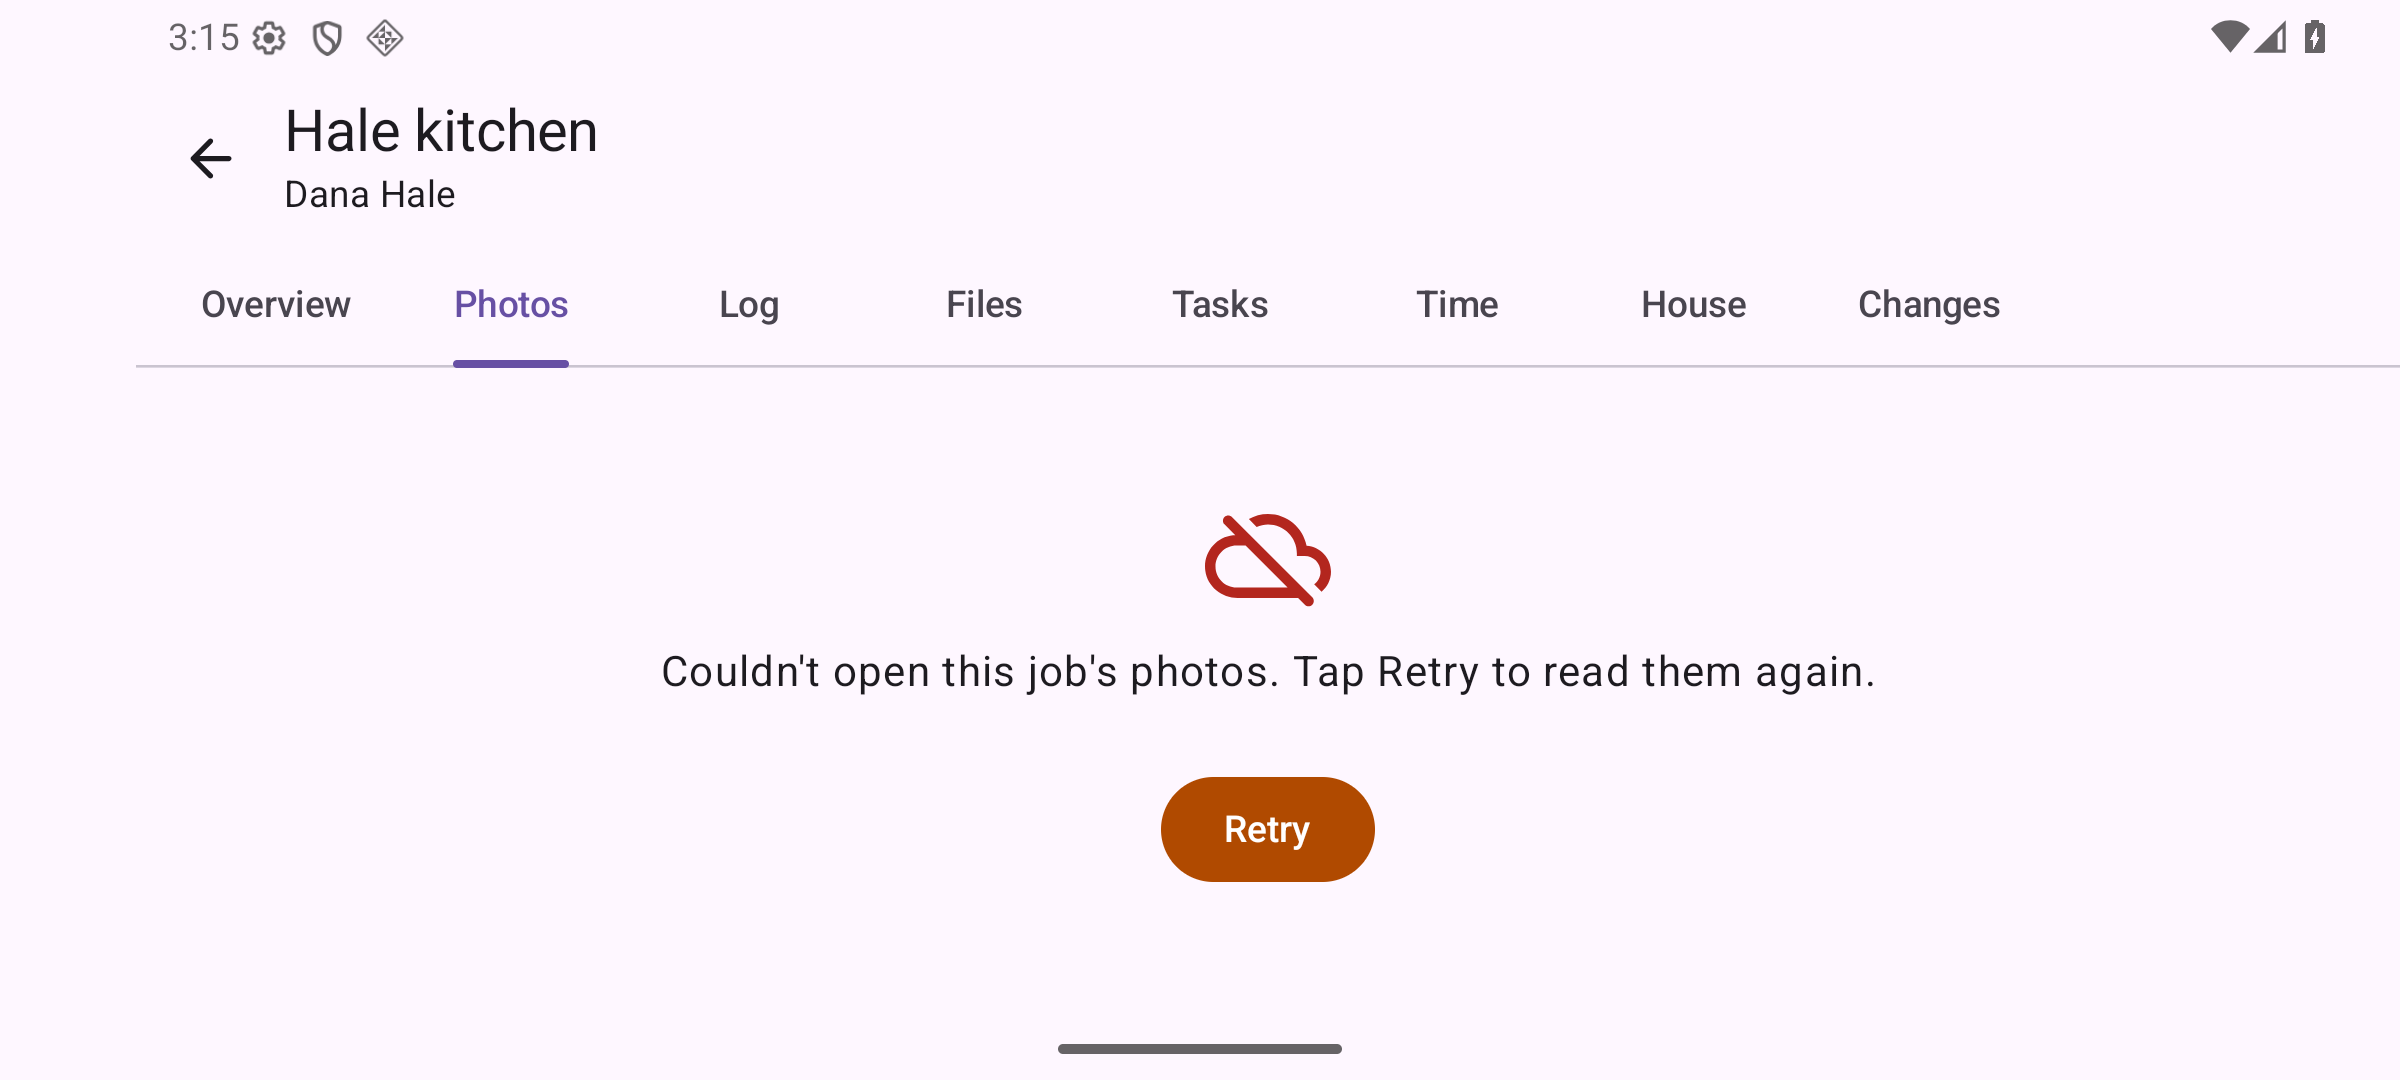 3:15
Hale kitchen
Dana Hale
Overview Photos Log Files Tasks Time House Changes
Couldn't open this job's photos. Tap Retry to read them again.
Retry